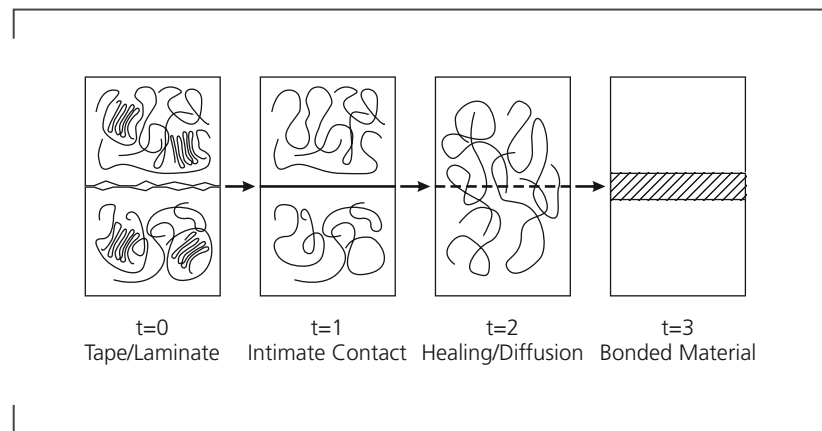 t=0
Tape/Laminate
t=1
Intimate Contact
t=2
Healing/Diffusion
t=3
Bonded Material